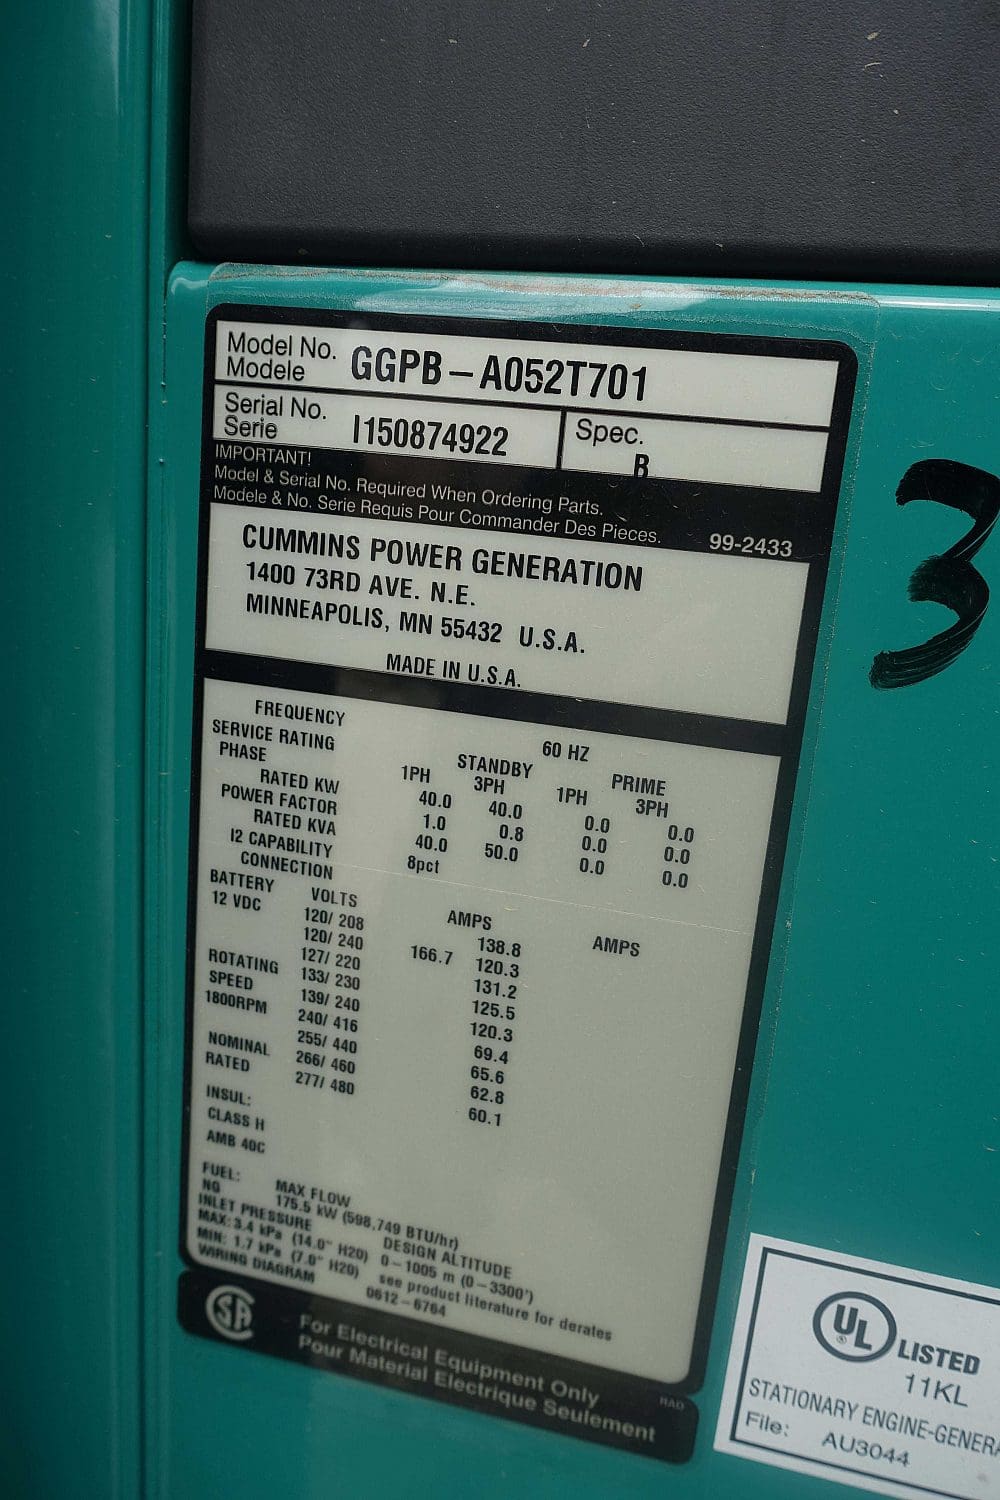 Model No. GGPB – A052T701
Modele
Serial No. I150874922 Spec.
Serie B
IMPORTANT!
Model & Serial No. Required When Ordering Parts.
Modele & No. Serie Requis Pour Commander Des Pieces. 99-2433
CUMMINS POWER GENERATION
1400 73RD AVE. N.E.
MINNEAPOLIS, MN 55432 U.S.A.
MADE IN U.S.A.
FREQUENCY 60 HZ
SERVICE RATING STANDBY PRIME
PHASE 1PH 3PH 1PH 3PH
RATED KW 40.0 40.0 0.0 0.0
POWER FACTOR 1.0 0.8 0.0 0.0
RATED KVA 40.0 50.0 0.0 0.0
I2 CAPABILITY 8pct
CONNECTION
BATTERY VOLTS AMPS AMPS
12 VDC 120/ 208 138.8
120/ 240 166.7 120.3
127/ 220 131.2
ROTATING 133/ 230 125.5
SPEED 139/ 240 120.3
1800RPM 240/ 416 69.4
255/ 440 65.6
NOMINAL 266/ 460 62.8
RATED 277/ 480 60.1
INSUL:
CLASS H
AMB 40C
FUEL: MAX FLOW
NG 175.5 kW (598,749 BTU/hr)
INLET PRESSURE DESIGN ALTITUDE
MAX: 3.4 kPa (14.0" H20) 0–1005 m (0–3300')
MIN: 1.7 kPa (7.0" H20) see product literature for derates
WIRING DIAGRAM 0612–6764
SA
For Electrical Equipment Only
Pour Material Electrique Seulement
RAD
3
UL LISTED
®
11KL
STATIONARY ENGINE-GENERA
File: AU3044